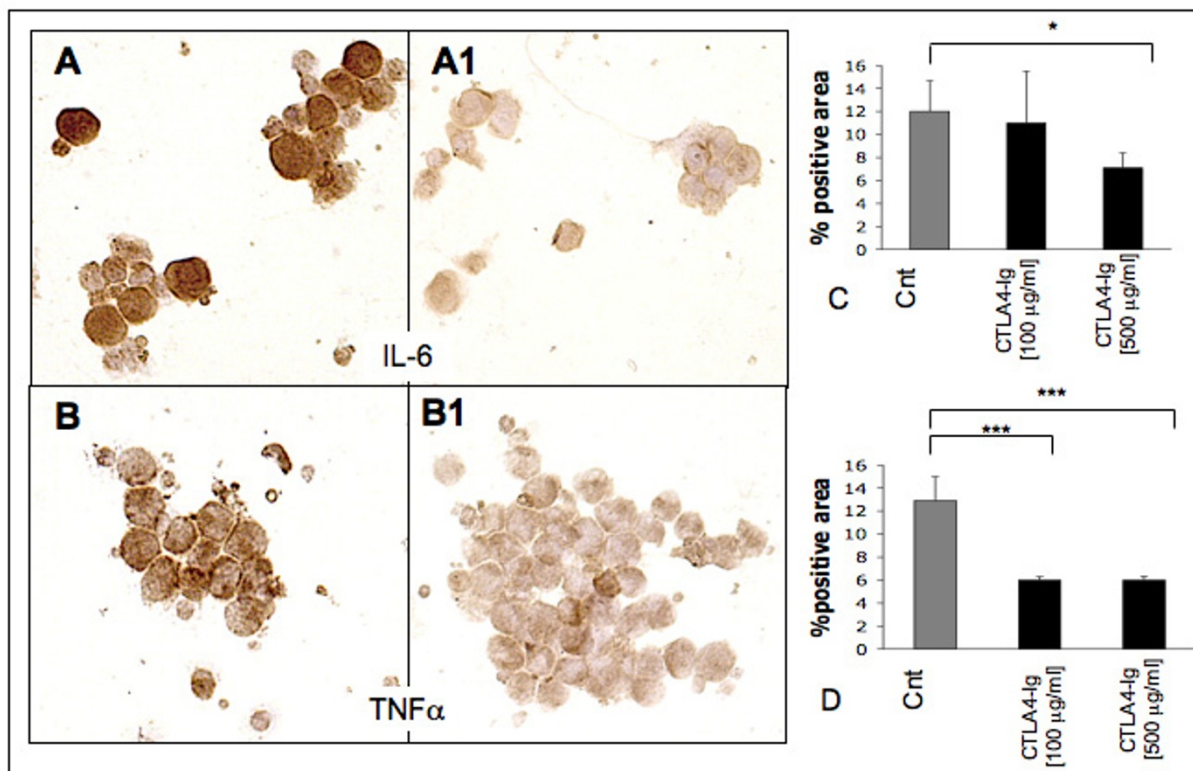 A
A1
IL-6
B
B1
TNFα
*
% positive area
16
14
12
10
8
6
4
2
0
C
Cnt
CTLA4-Ig
[100 µg/ml]
CTLA4-Ig
[500 µg/ml]
***
***
%positive area
16
14
12
10
8
6
4
2
0
D
Cnt
CTLA4-Ig
[100 µg/ml]
CTLA4-Ig
[500 µg/ml]